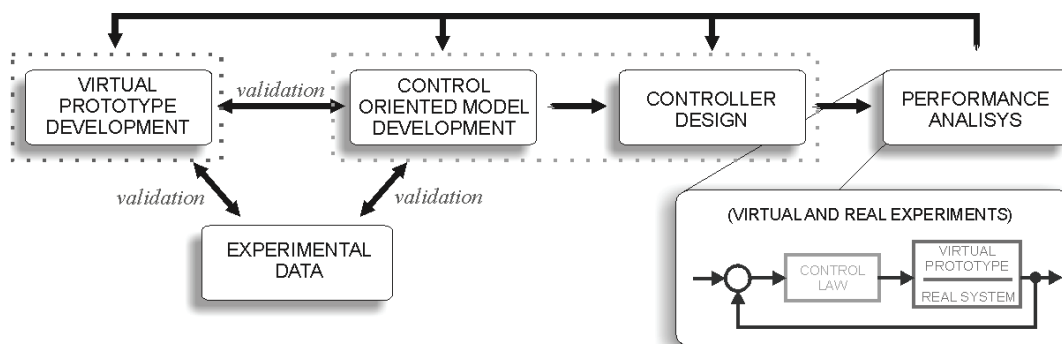 VIRTUAL
PROTOTYPE
DEVELOPMENT
validation
CONTROL
ORIENTED MODEL
DEVELOPMENT
CONTROLLER
DESIGN
PERFORMANCE
ANALISYS
validation
validation
EXPERIMENTAL
DATA
(VIRTUAL AND REAL EXPERIMENTS)
CONTROL
LAW
VIRTUAL
PROTOTYPE
REAL SYSTEM